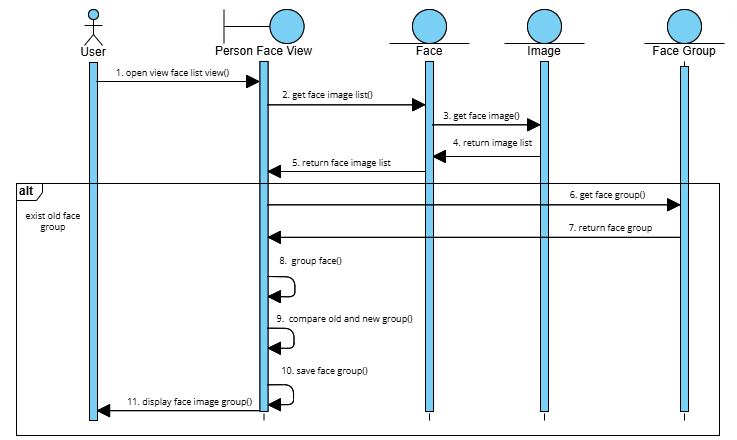 User
Person Face View
Face
Image
Face Group
1. open view face list view()
2. get face image list()
3. get face image()
4. return image list
5. return face image list
alt
exist old face
group
6. get face group()
7. return face group
8. group face()
9. compare old and new group()
10. save face group()
11. display face image group()